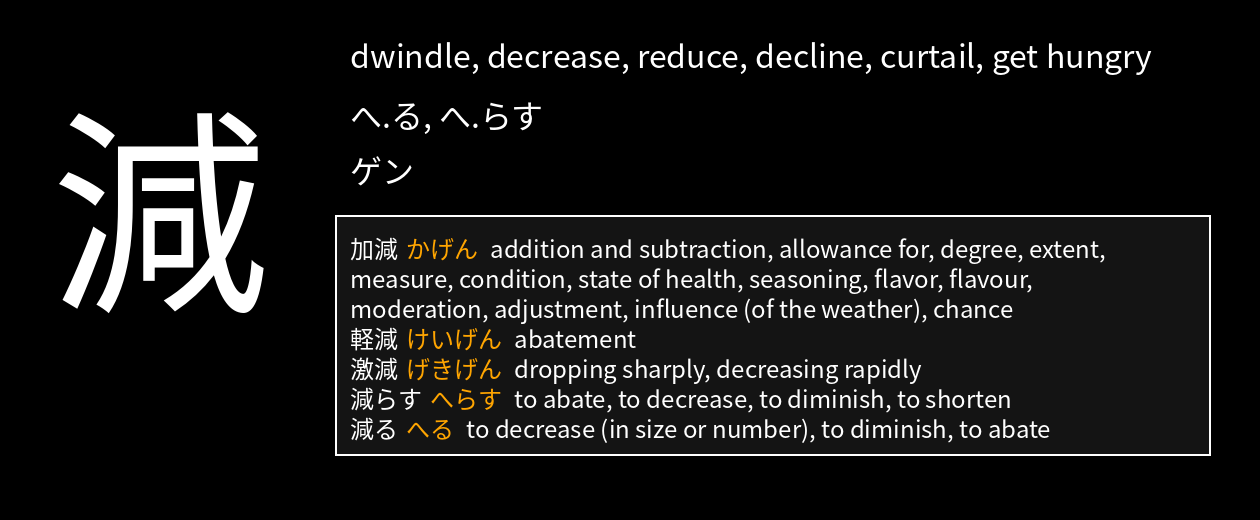 減
dwindle, decrease, reduce, decline, curtail, get hungry
へ.る, へ.らす
ゲン
加減 かげん addition and subtraction, allowance for, degree, extent,
measure, condition, state of health, seasoning, flavor, flavour,
moderation, adjustment, influence (of the weather), chance
軽減 けいげん abatement
激減 げきげん dropping sharply, decreasing rapidly
減らす へらす to abate, to decrease, to diminish, to shorten
減る へる to decrease (in size or number), to diminish, to abate